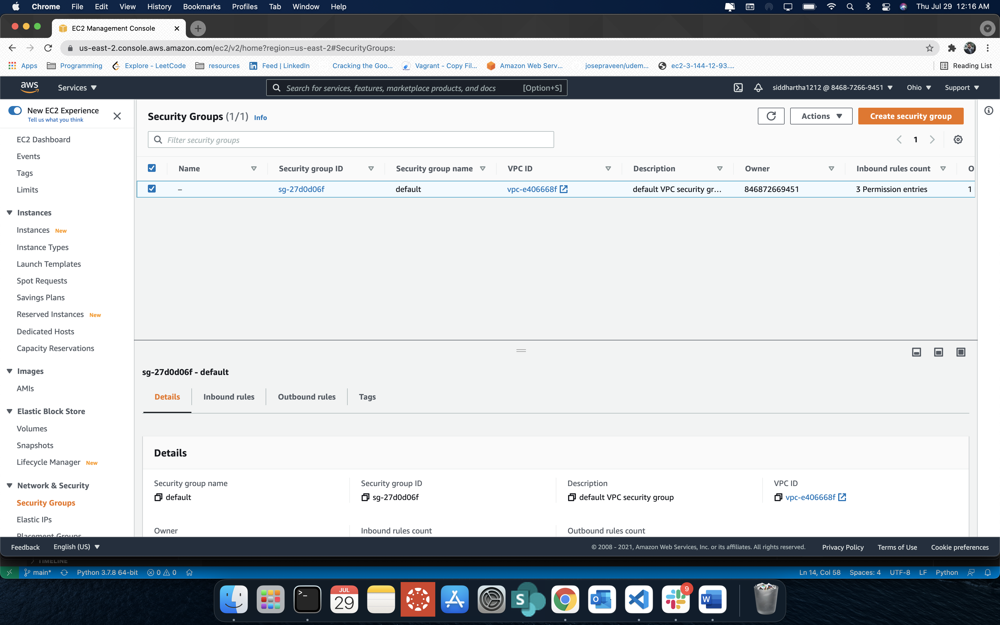 Chrome File Edit View History Bookmarks Profiles Tab Window Help Thu Jul 29 12:16 AM
EC2 Management Console
us-east-2.console.aws.amazon.com/ec2/v2/home?region=us-east-2#SecurityGroups:
Apps Programming Explore - LeetCode resources Feed | LinkedIn Cracking the Goo... Vagrant - Copy Fil... Amazon Web Serv... josepraveen/udem... ec2-3-144-12-93.... Reading List
aws Services Search for services, features, marketplace products, and docs [Option+S] siddhartha1212 @ 8468-7266-9451 Ohio Support
New EC2 Experience
Tell us what you think
EC2 Dashboard
Events
Tags
Limits
Instances
Instances New
Instance Types
Launch Templates
Spot Requests
Savings Plans
Reserved Instances New
Dedicated Hosts
Capacity Reservations
Images
AMIs
Elastic Block Store
Volumes
Snapshots
Lifecycle Manager New
Network & Security
Security Groups
Elastic IPs
Placement Groups
Security Groups (1/1) Info
Actions Create security group
Filter security groups
1
Name Security group ID Security group name VPC ID Description Owner Inbound rules count O
– sg-27d0d06f default vpc-e406668f default VPC security gr... 846872669451 3 Permission entries 1
sg-27d0d06f - default
Details Inbound rules Outbound rules Tags
Details
Security group name Security group ID Description VPC ID
default sg-27d0d06f default VPC security group vpc-e406668f
Owner Inbound rules count Outbound rules count
Feedback English (US) © 2008 - 2021, Amazon Web Services, Inc. or its affiliates. All rights reserved. Privacy Policy Terms of Use Cookie preferences
TIMELINE
main* Python 3.7.8 64-bit 0 0 Ln 14, Col 58 Spaces: 4 UTF-8 LF Python
JUL
29
9